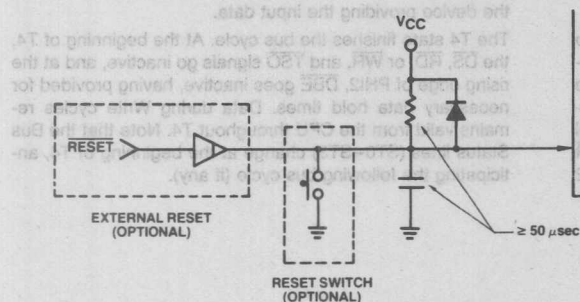 the device providing the input data.
The T4 state finishes the bus cycle. At the beginning of T4,
the DS, RD, or WR, and TSO signals go inactive, and at the
rising edge of PHI2, DBE goes inactive, having provided for
necessary data hold times. Data during Write cycles re-
mains valid from the CPU throughout T4. Note that the Bus
Status lines (ST0-ST3) change at the beginning of T4, an-
ticipating the following bus cycle (if any).
VCC
RESET
EXTERNAL RESET
(OPTIONAL)
≥ 50 μsec
RESET SWITCH
(OPTIONAL)